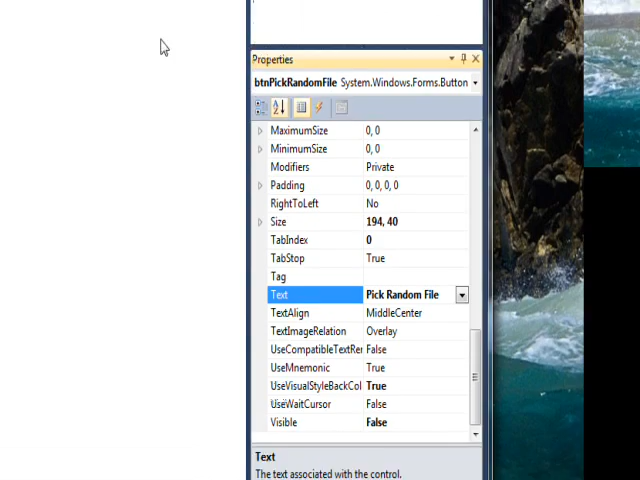 Properties
btnPickRandomFile System.Windows.Forms.Button
MaximumSize 0, 0
MinimumSize 0, 0
Modifiers Private
Padding 0, 0, 0, 0
RightToLeft No
Size 194, 40
TabIndex 0
TabStop True
Tag
Text Pick Random File
TextAlign MiddleCenter
TextImageRelation Overlay
UseCompatibleTextRer False
UseMnemonic True
UseVisualStyleBackCol True
UseWaitCursor False
Visible False
Text
The text associated with the control.